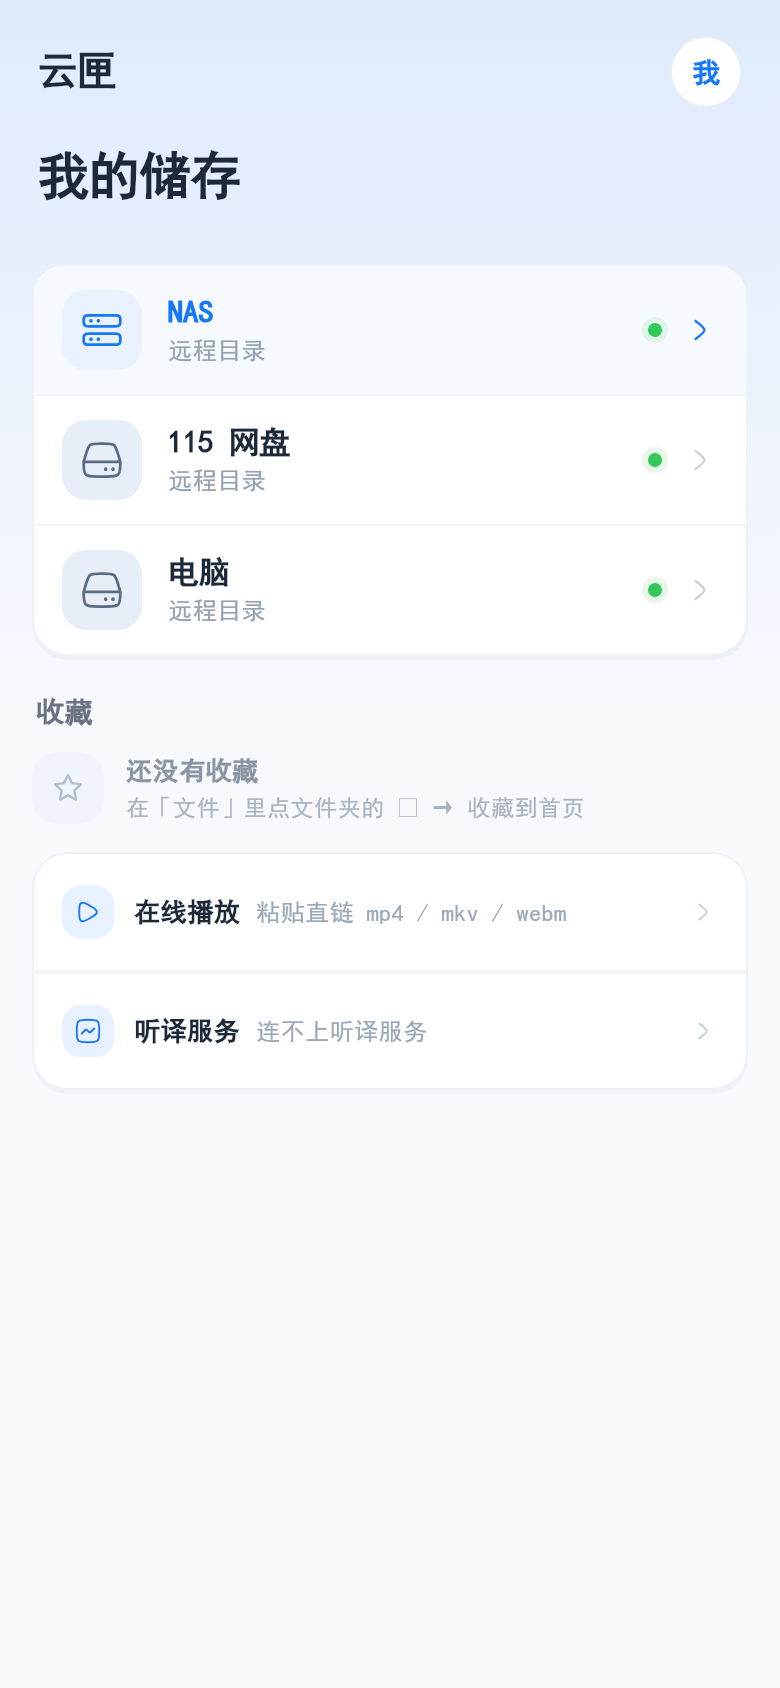 云匣
我
我的储存
NAS
远程目录
115 网盘
远程目录
电脑
远程目录
收藏
还没有收藏
在「文件」里点文件夹的 □ → 收藏到首页
在线播放 粘贴直链 mp4 / mkv / webm
听译服务 连不上听译服务